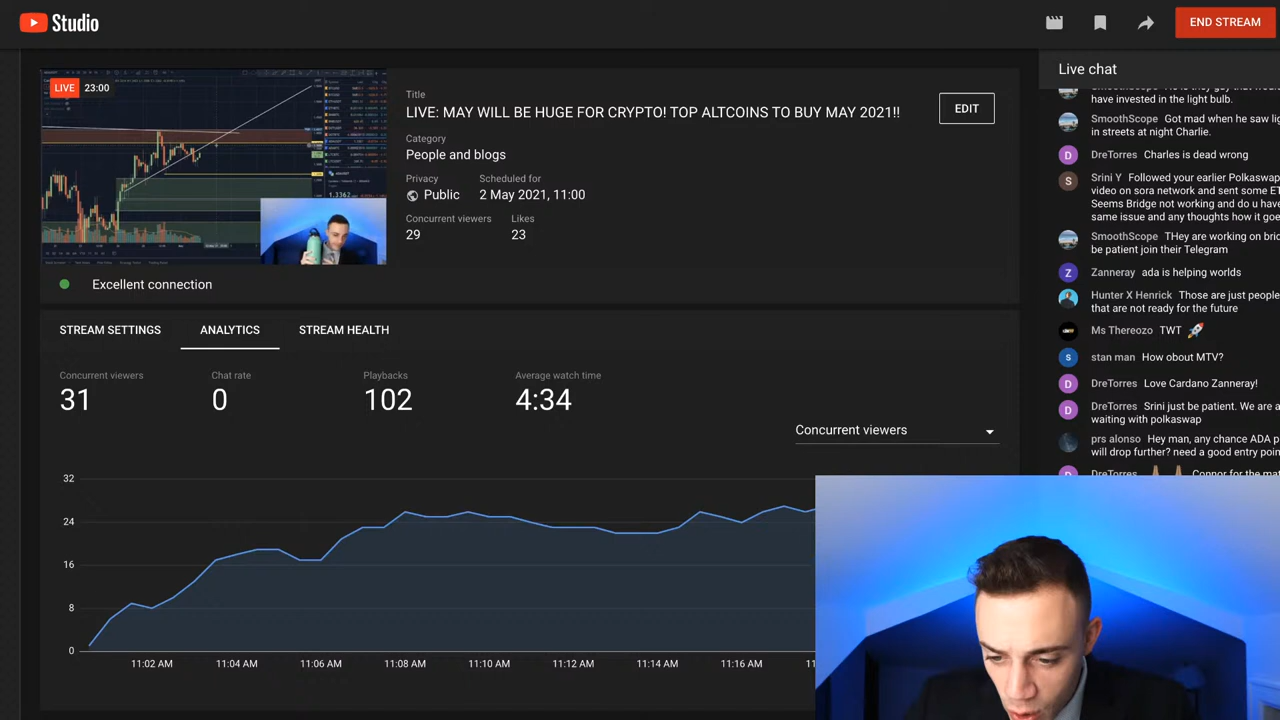 Studio
END STREAM
LIVE 23:00
Title
LIVE: MAY WILL BE HUGE FOR CRYPTO! TOP ALTCOINS FOR MAY 2021!!
EDIT
Category
People and blogs
Privacy
Scheduled for
Public
2 May 2021, 11:00
Concurrent viewers
Likes
29
23
Excellent connection
STREAM SETTINGS
ANALYTICS
STREAM HEALTH
Concurrent viewers
Chat rate
Playbacks
Average watch time
31
0
102
4:34
Concurrent viewers
32
24
16
8
0
11:02 AM
11:04 AM
11:06 AM
11:08 AM
11:10 AM
11:12 AM
11:14 AM
11:16 AM
Live chat
have invested in the light bulb.
SmoothScope Got mad when he saw lig
in streets at night Charlie.
DreTorres Charles is dead wrong
Srini Y Followed your earlier Polkaswap
video on sora network and sent some ET
Seems Bridge not working and do u have
same issue and any thoughts how it goe
SmoothScope THey are working on bridg
be patient join their Telegram
Zanneray ada is helping worlds
Hunter X Henrick Those are just people
that are not ready for the future
Ms Thereozo TWT
stan man How obout MTV?
DreTorres Love Cardano Zanneray!
DreTorres Srini just be patient. We are a
waiting with polkaswap
prs alonso Hey man, any chance ADA p
will drop further? need a good entry poin
DreTorres Connor for the mat